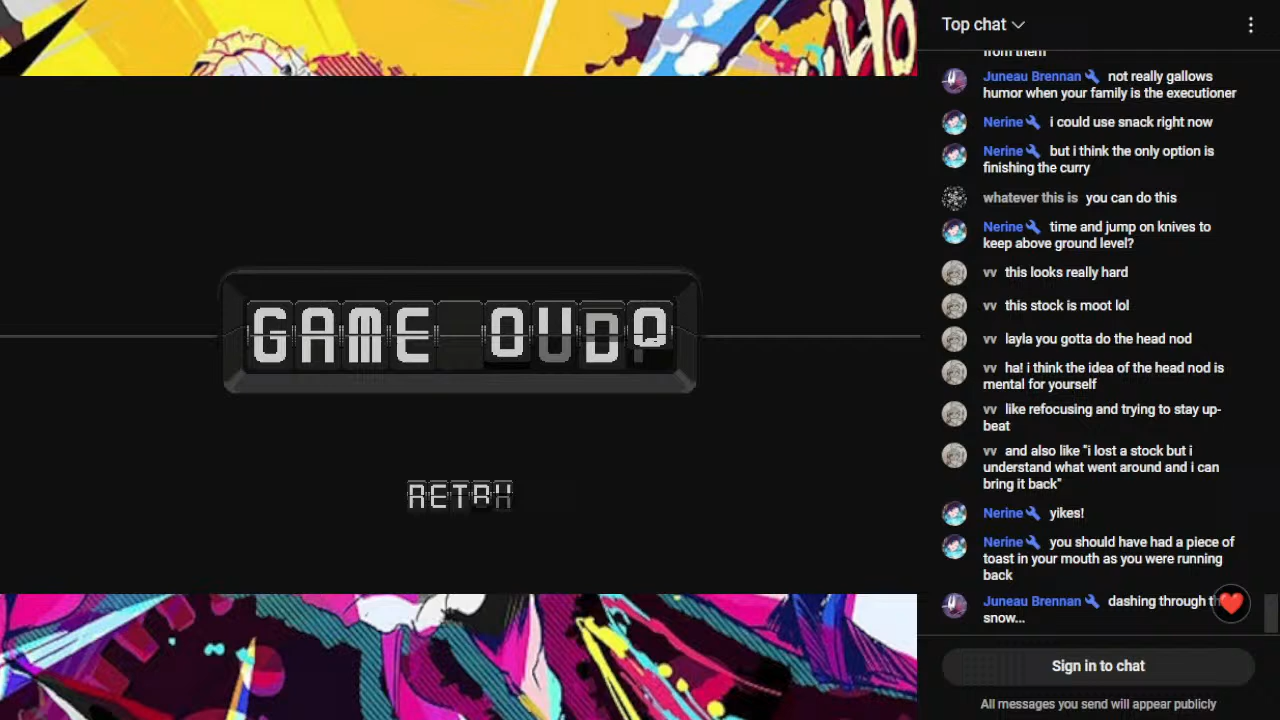 GAME OUDQ
RETRY
Top chat
from them
Juneau Brennan not really gallows
humor when your family is the executioner
Nerine i could use snack right now
Nerine but i think the only option is
finishing the curry
whatever this is you can do this
Nerine time and jump on knives to
keep above ground level?
vv this looks really hard
vv this stock is moot lol
vv layla you gotta do the head nod
vv ha! i think the idea of the head nod is
mental for yourself
vv like refocusing and trying to stay up-
beat
vv and also like "i lost a stock but i
understand what went around and i can
bring it back"
Nerine yikes!
Nerine you should have had a piece of
toast in your mouth as you were running
back
Juneau Brennan dashing through
snow...
Sign in to chat
All messages you send will appear publicly